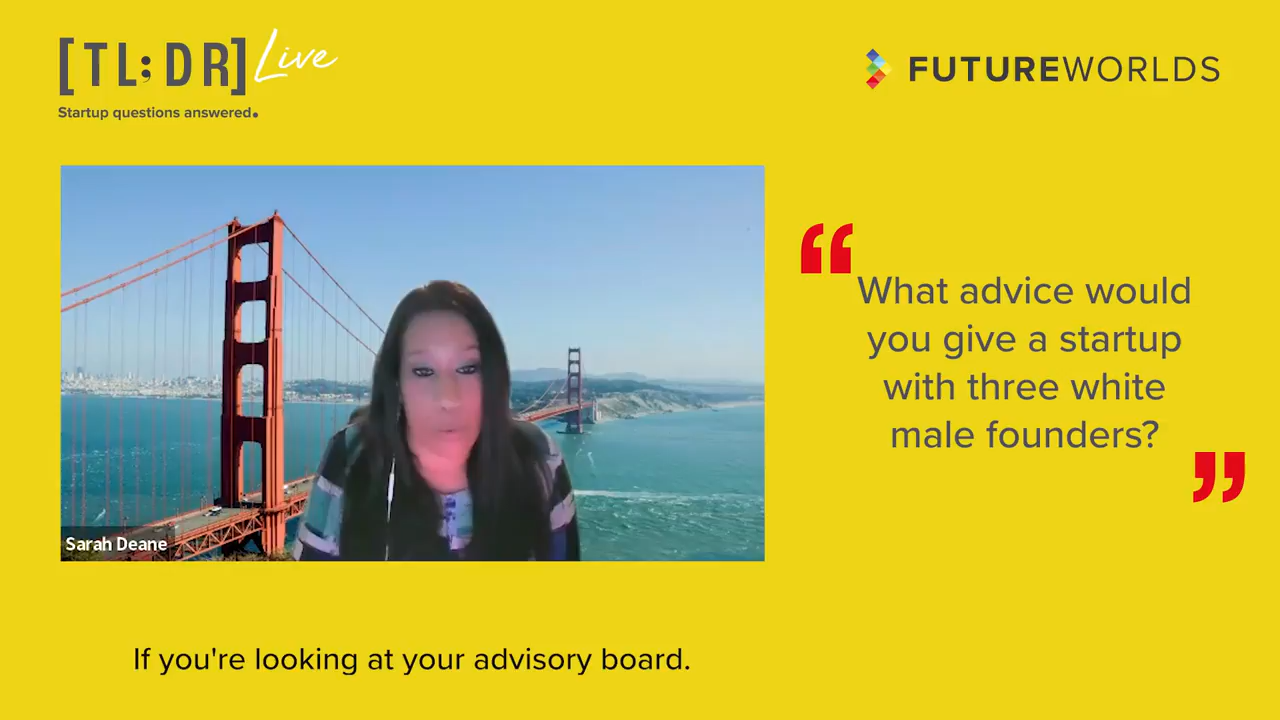 [TL;DR] Live
Startup questions answered.
FUTUREWORLDS
“What advice would
you give a startup
with three white
male founders?”
Sarah Deane
If you're looking at your advisory board.